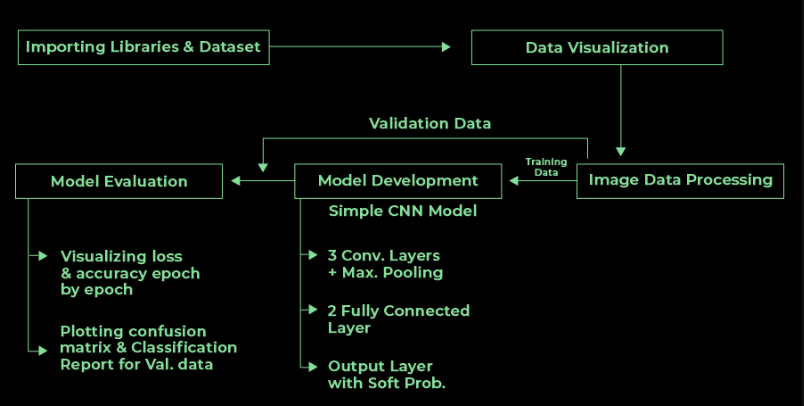 Importing Libraries & Dataset
Data Visualization
Validation Data
Training
Data
Model Evaluation
Model Development
Image Data Processing
Simple CNN Model
Visualizing loss
& accuracy epoch
by epoch
Plotting confusion
matrix & Classification
Report for Val. data
3 Conv. Layers
+ Max. Pooling
2 Fully Connected
Layer
Output Layer
with Soft Prob.